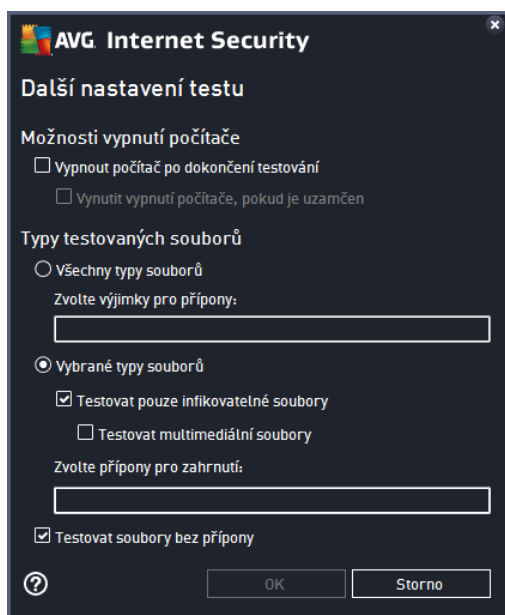 AVG. Internet Security
Další nastavení testu
Možnosti vypnutí počítače
Vypnout počítač po dokončení testování
Vynutit vypnutí počítače, pokud je uzamčen
Typy testovaných souborů
Všechny typy souborů
Zvolte výjimky pro přípony:
Vybrané typy souborů
Testovat pouze infikovatelné soubory
Testovat multimediální soubory
Zvolte přípony pro zahrnutí:
Testovat soubory bez přípony
? OK Storno